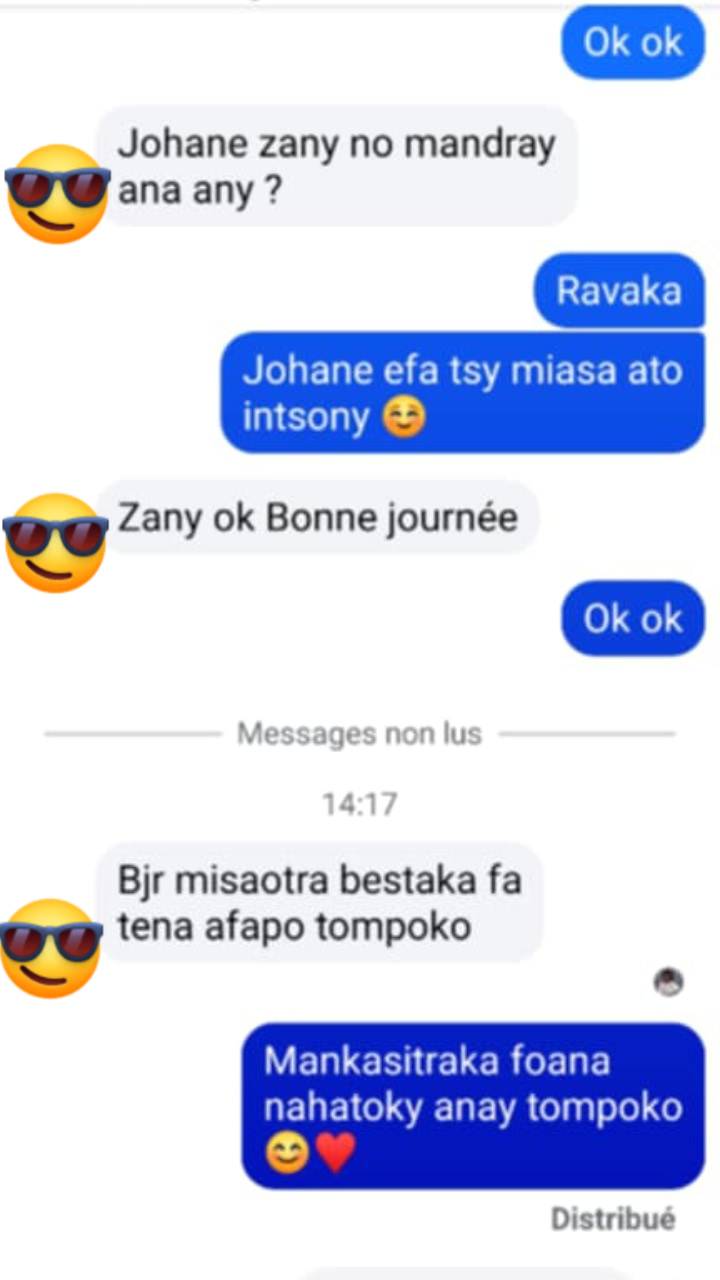 Ok ok
Johane zany no mandray
ana any ?
Ravaka
Johane efa tsy miasa ato
intsony ☺️
Zany ok Bonne journée
Ok ok
Messages non lus
14:17
Bjr misaotra bestaka fa
tena afapo tompoko
Mankasitraka foana
nahatoky anay tompoko
😊❤️
Distribué